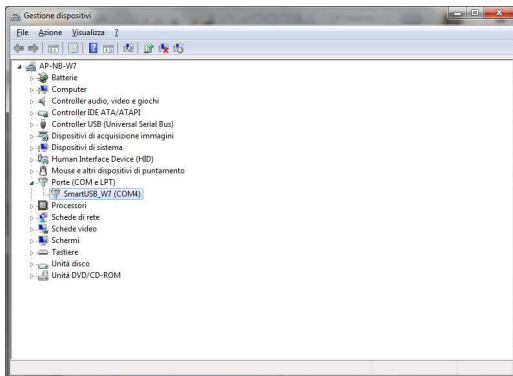 Gestione dispositivi
File Azione Visualizza ?
AP-NB-W7
Batterie
Computer
Controller audio, video e giochi
Controller IDE ATA/ATAPI
Controller USB (Universal Serial Bus)
Dispositivi di acquisizione immagini
Dispositivi di sistema
Human Interface Device (HID)
Mouse e altri dispositivi di puntamento
Porte (COM e LPT)
SmartUSB_W7 (COM4)
Processori
Schede di rete
Schede video
Schermi
Tastiere
Unità disco
Unità DVD/CD-ROM